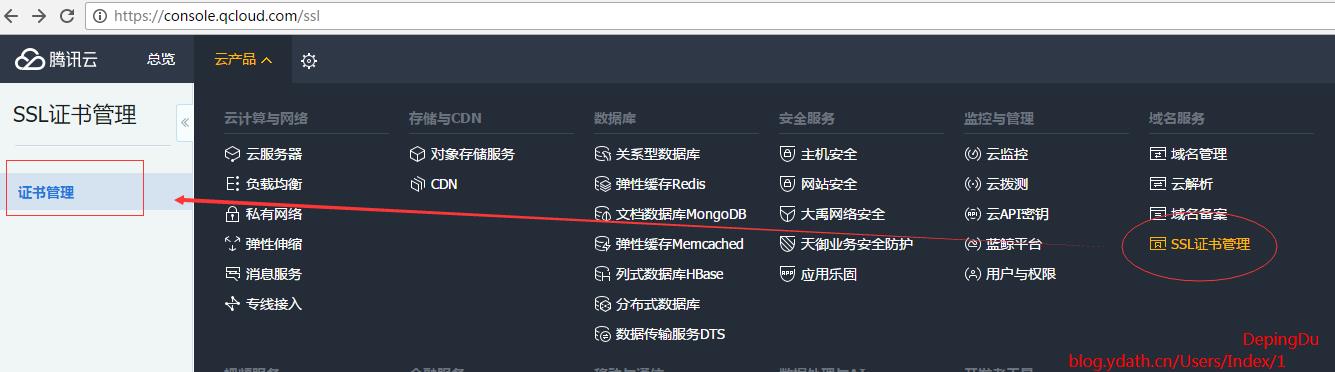 https://console.qcloud.com/ssl
腾讯云 总览 云产品
SSL证书管理
证书管理
云计算与网络
云服务器
负载均衡
私有网络
弹性伸缩
消息服务
专线接入
存储与CDN
对象存储服务
CDN
数据库
关系型数据库
弹性缓存Redis
文档数据库MongoDB
弹性缓存Memcached
列式数据库HBase
分布式数据库
数据传输服务DTS
安全服务
主机安全
网站安全
大禹网络安全
天御业务安全防护
应用乐固
监控与管理
云监控
云拨测
云API密钥
蓝鲸平台
用户与权限
域名服务
域名管理
云解析
域名备案
SSL证书管理
DepingDu
blog.ydath.cn/Users/Index/1